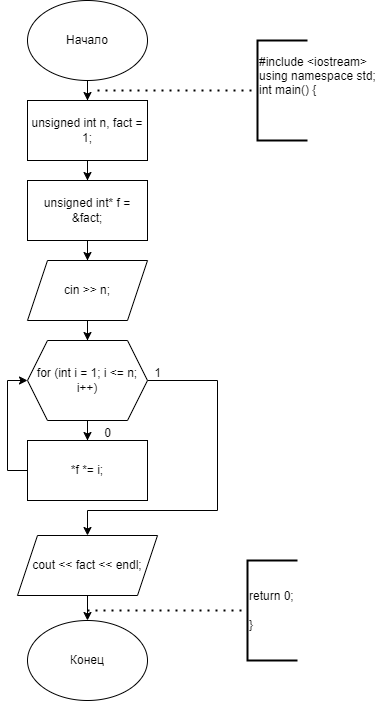 Начало
#include <iostream>
using namespace std;
int main() {
unsigned int n, fact =
1;
unsigned int* f =
&fact;
cin >> n;
for (int i = 1; i <= n;
i++)
1
0
*f *= i;
cout << fact << endl;
return 0;
}
Конец